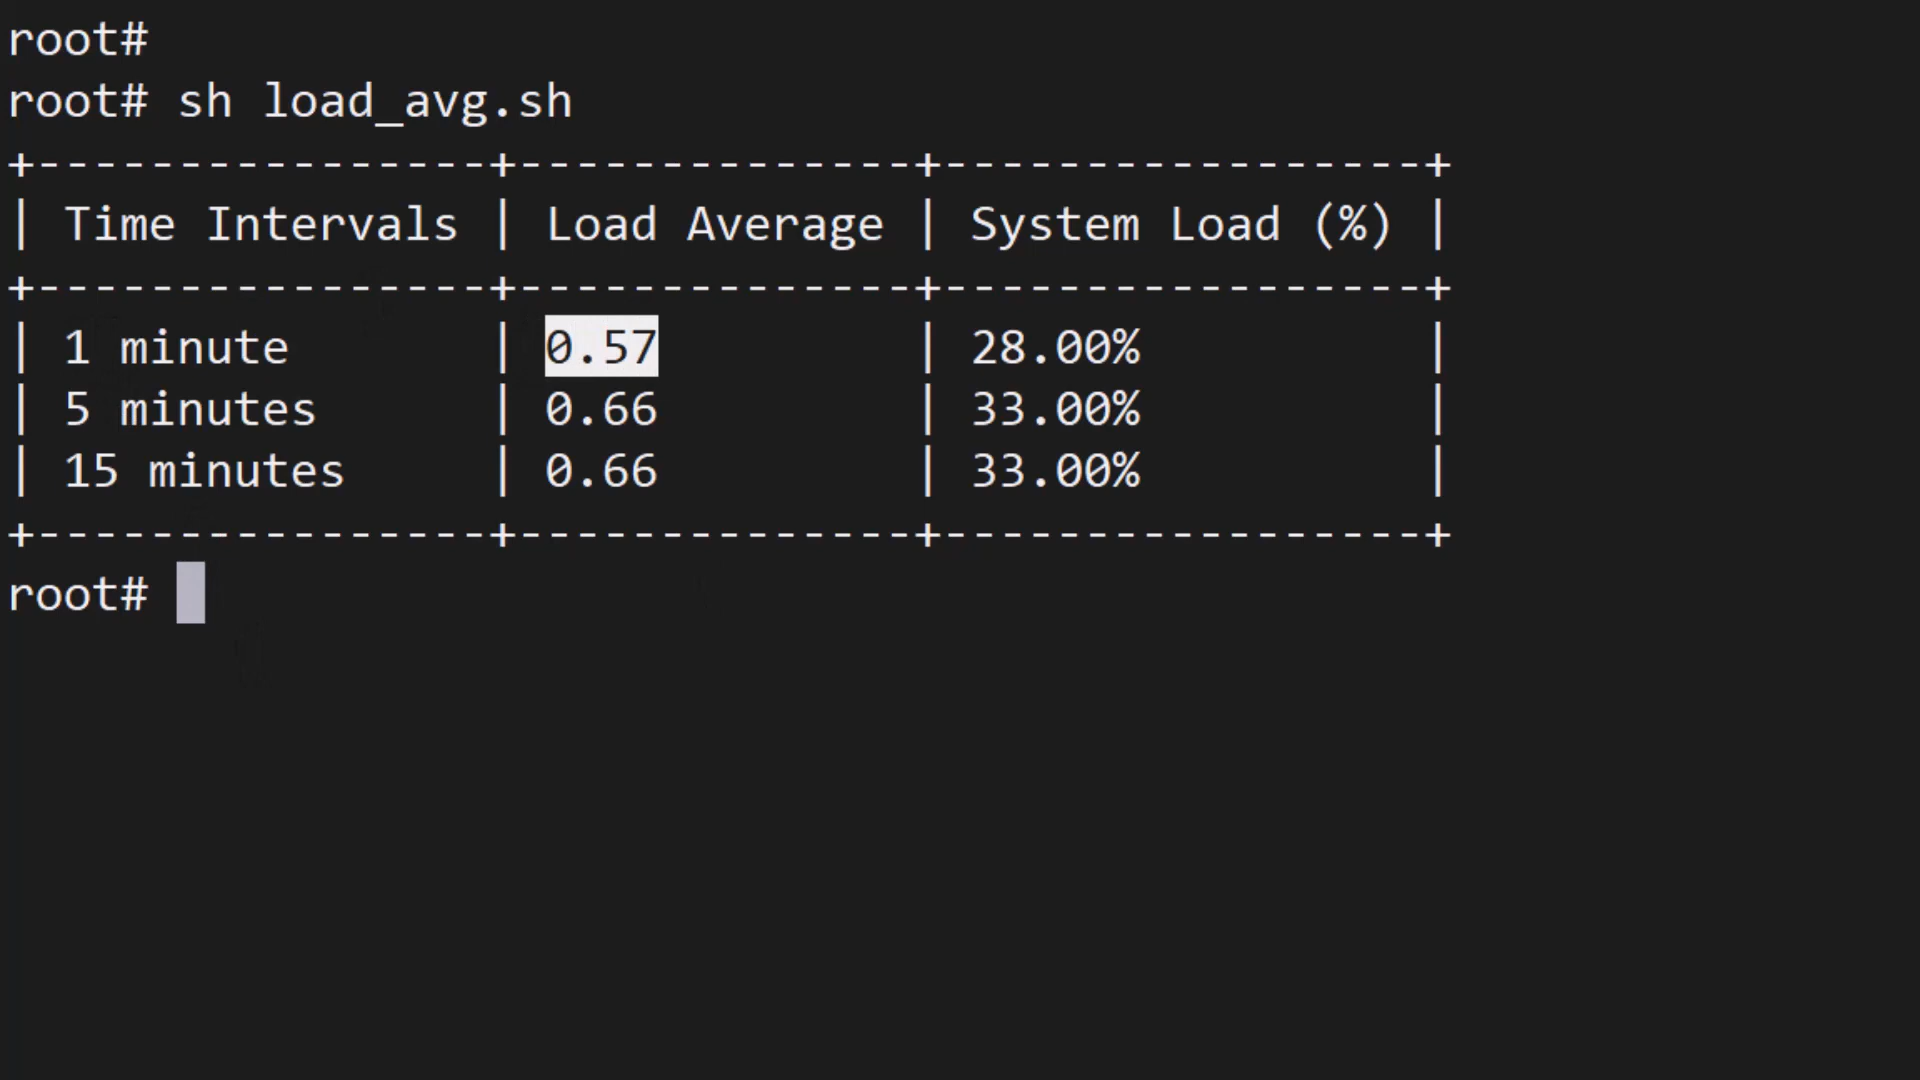 root#
root# sh load_avg.sh
+----------------+--------------+-----------------+
| Time Intervals | Load Average | System Load (%) |
+----------------+--------------+-----------------+
| 1 minute       | 0.57         | 28.00%          |
| 5 minutes      | 0.66         | 33.00%          |
| 15 minutes     | 0.66         | 33.00%          |
+----------------+--------------+-----------------+
root#